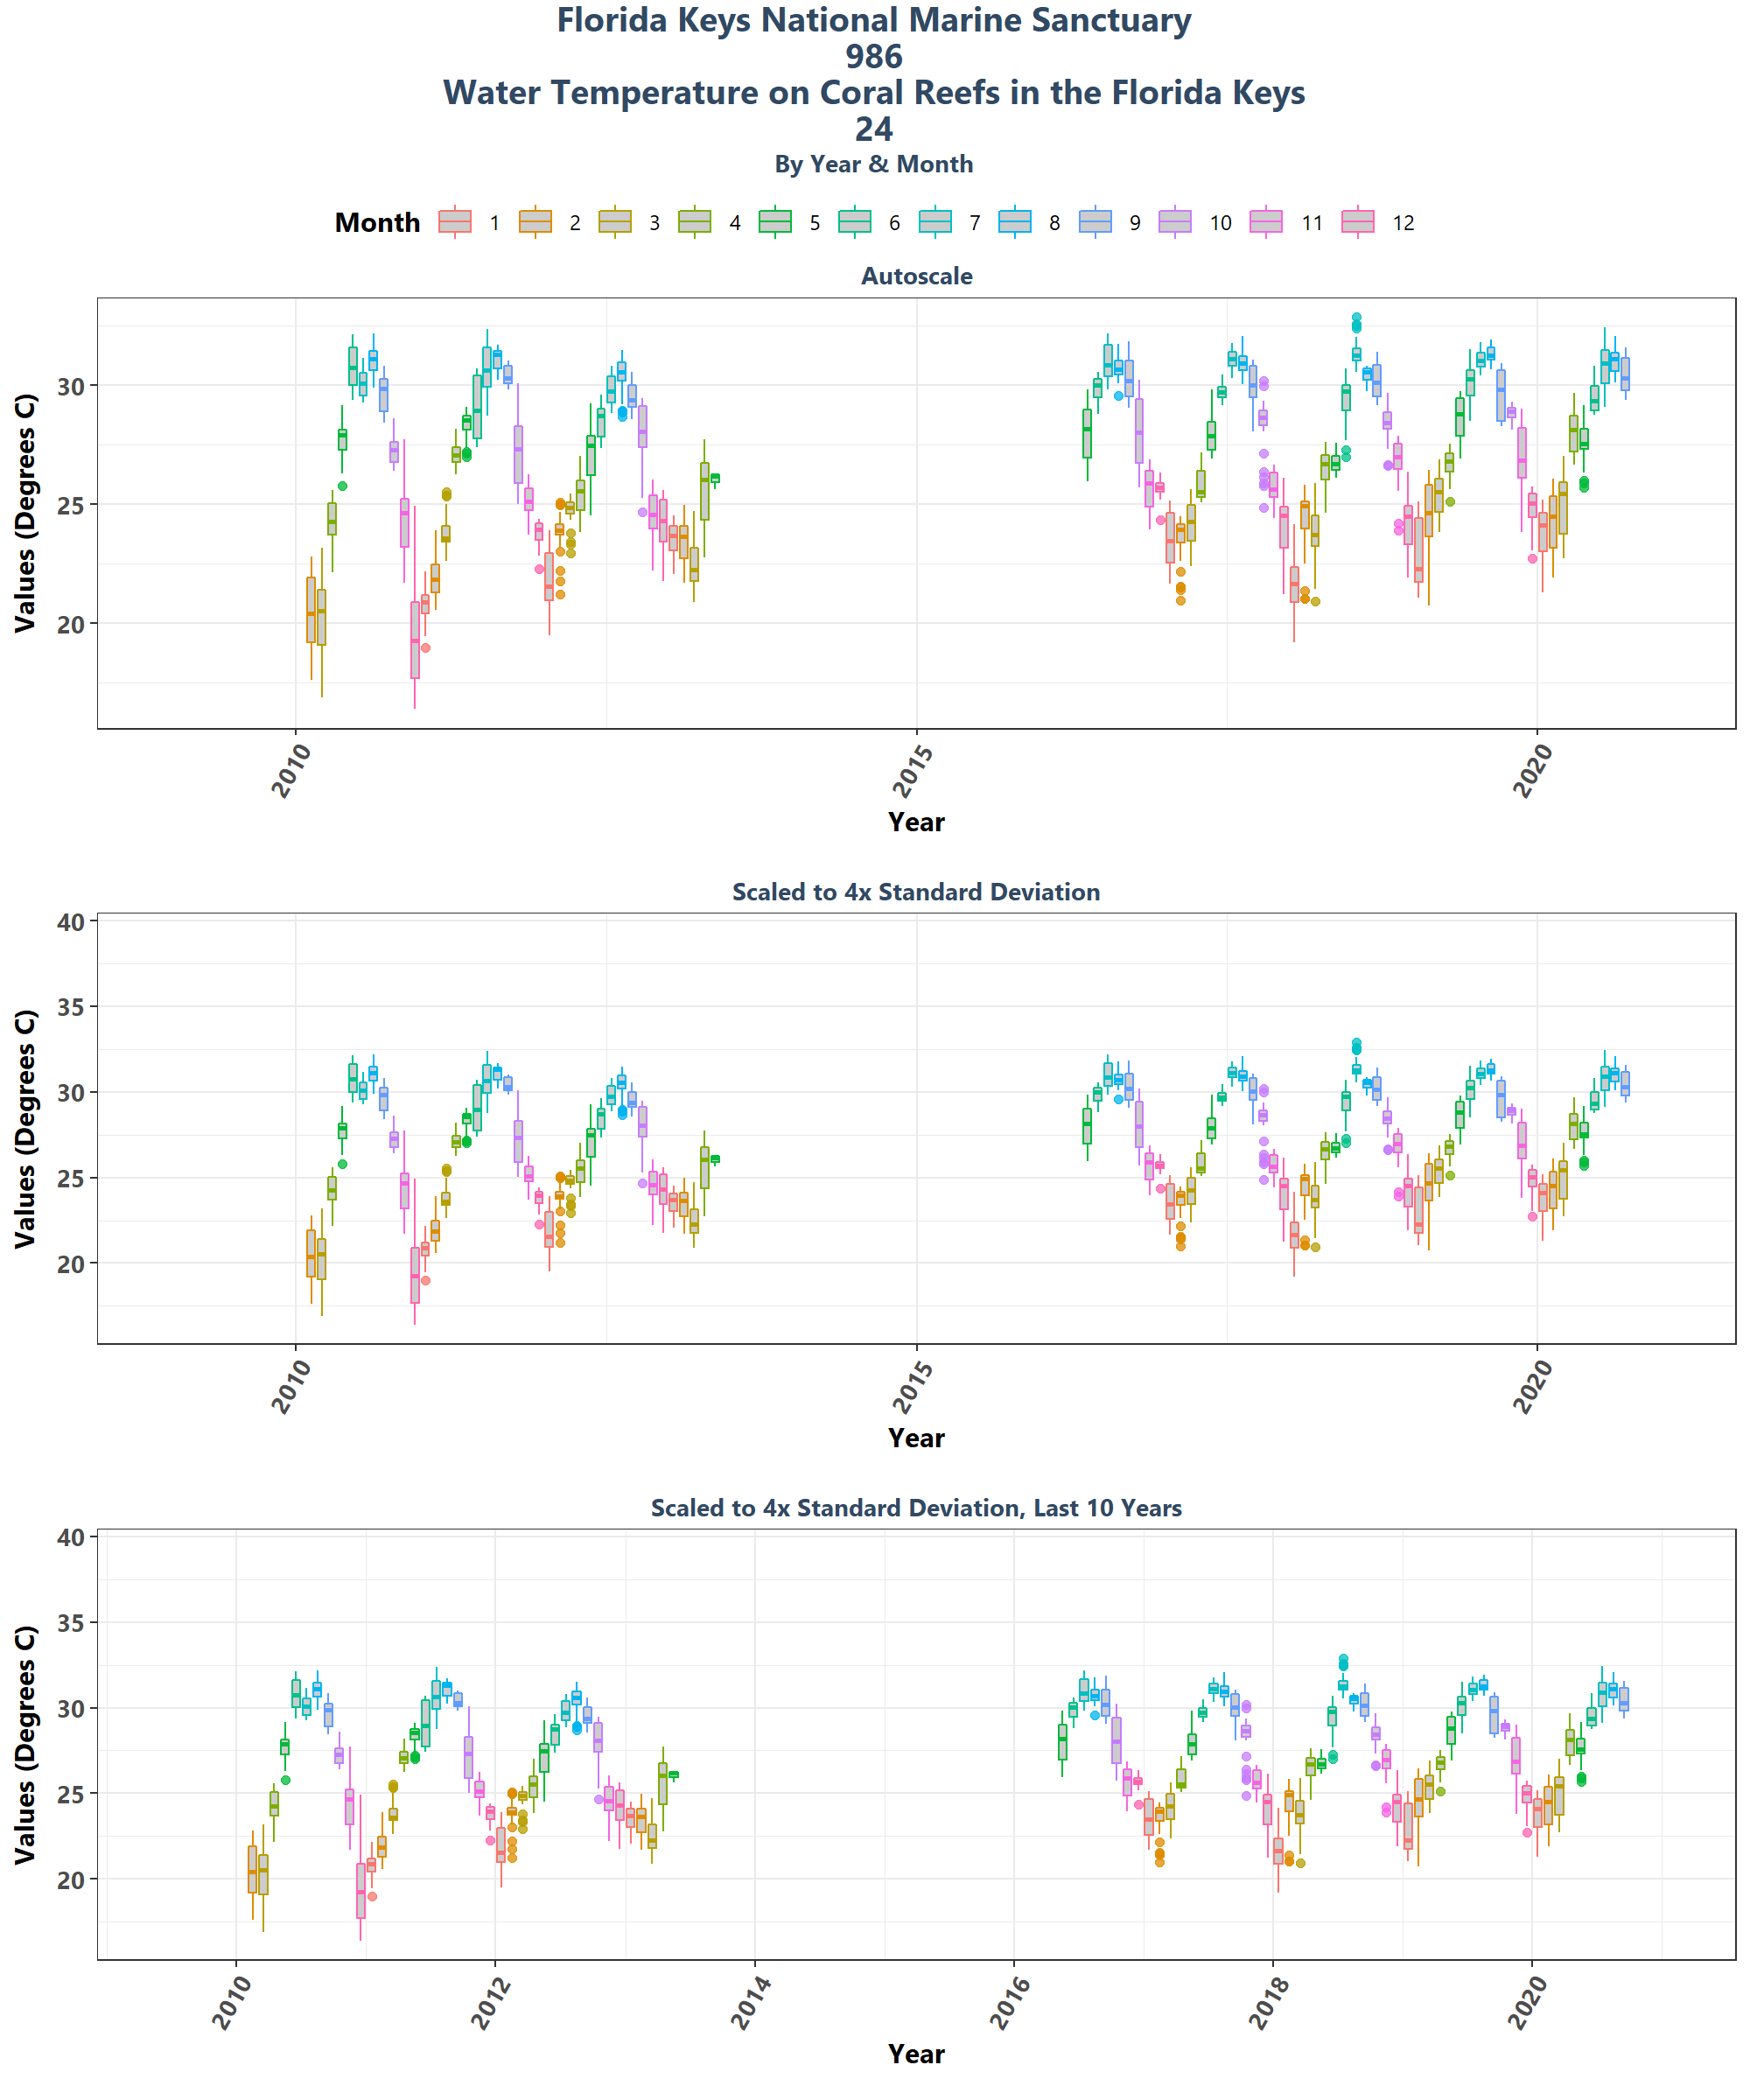 Florida Keys National Marine Sanctuary
986
Water Temperature on Coral Reefs in the Florida Keys
24
By Year & Month
Month 1 2 3 4 5 6 7 8 9 10 11 12
Autoscale
Values (Degrees C)
30
25
20
2010 2015 2020
Year
Scaled to 4x Standard Deviation
Values (Degrees C)
40
35
30
25
20
2010 2015 2020
Year
Scaled to 4x Standard Deviation, Last 10 Years
Values (Degrees C)
40
35
30
25
20
2010 2012 2014 2016 2018 2020
Year